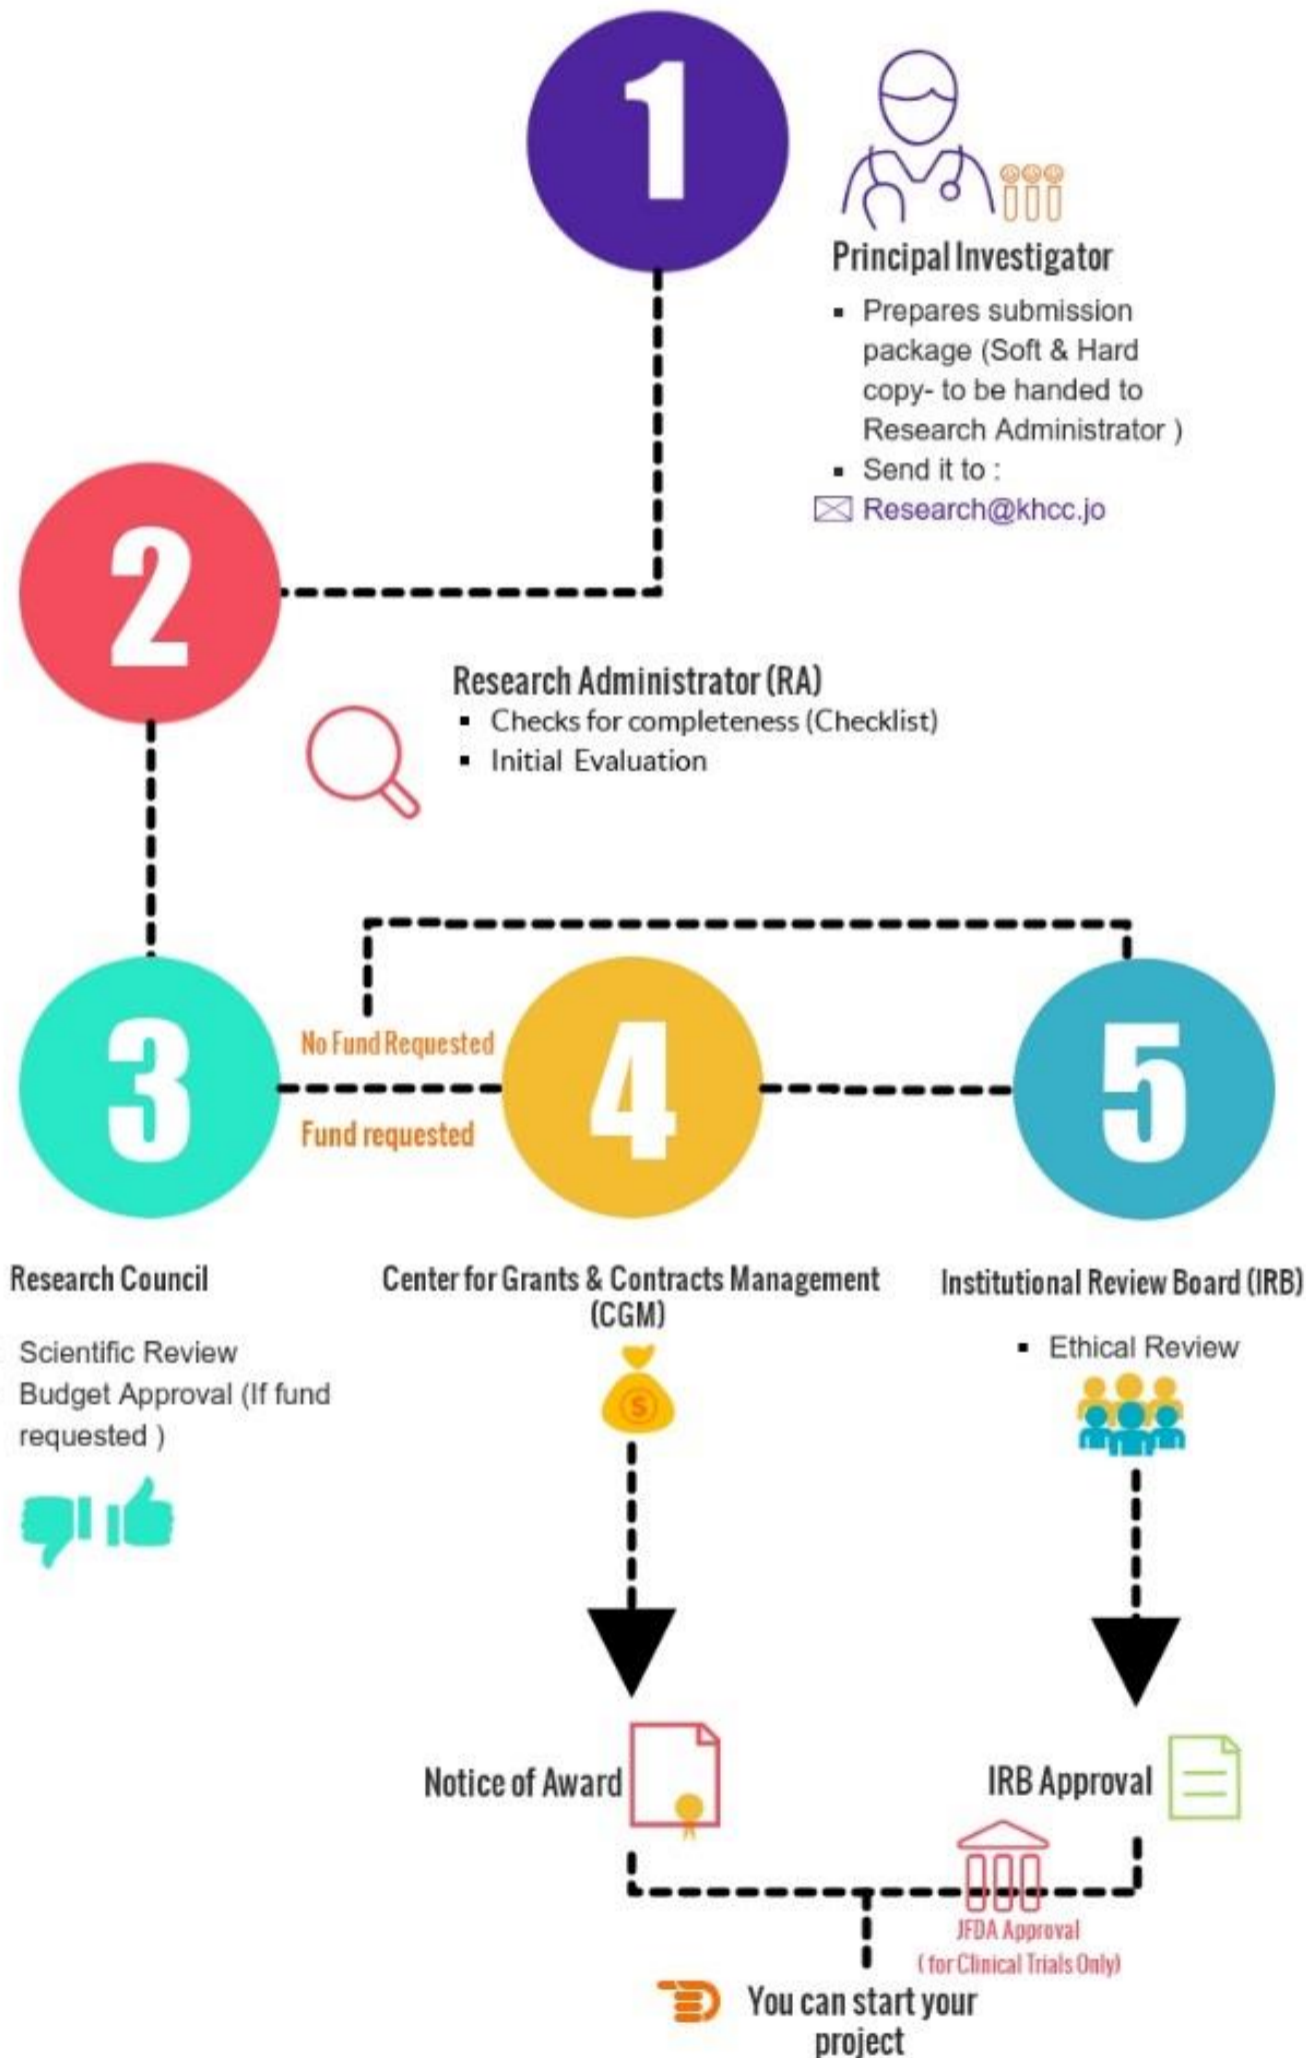 1
Principal Investigator
▪ Prepares submission
package (Soft & Hard
copy- to be handed to
Research Administrator )
▪ Send it to :
Research@khcc.jo
2
Research Administrator (RA)
▪ Checks for completeness (Checklist)
▪ Initial Evaluation
3
No Fund Requested
Fund requested
4
5
Research Council
Scientific Review
Budget Approval (If fund
requested )
Center for Grants & Contracts Management
(CGM)
S
Institutional Review Board (IRB)
▪ Ethical Review
Notice of Award
IRB Approval
JFDA Approval
( for Clinical Trials Only)
You can start your
project